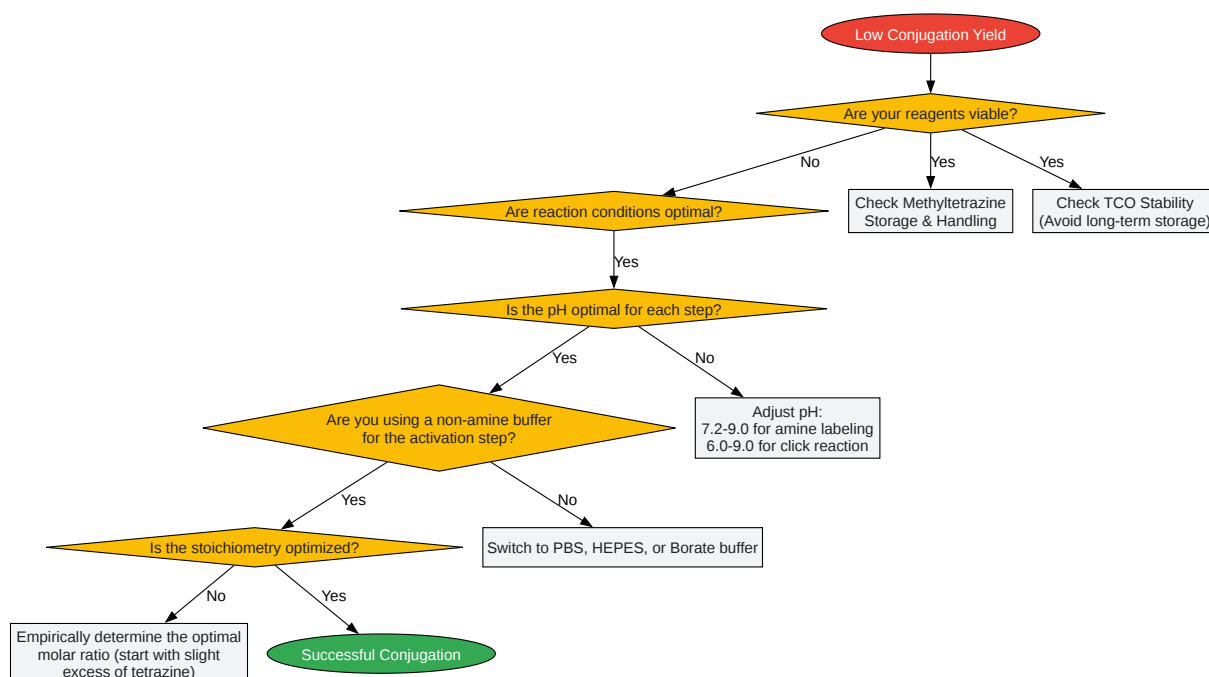 Low Conjugation Yield
Are your reagents viable?
No
Yes
Yes
Are reaction conditions optimal?
Check Methyltetrazine
Storage & Handling
Check TCO Stability
(Avoid long-term storage)
Yes
Is the pH optimal for each step?
Yes
No
Are you using a non-amine buffer
for the activation step?
Adjust pH:
7.2-9.0 for amine labeling
6.0-9.0 for click reaction
Yes
No
Is the stoichiometry optimized?
Switch to PBS, HEPES, or Borate buffer
No
Yes
Empirically determine the optimal
molar ratio (start with slight
excess of tetrazine)
Successful Conjugation